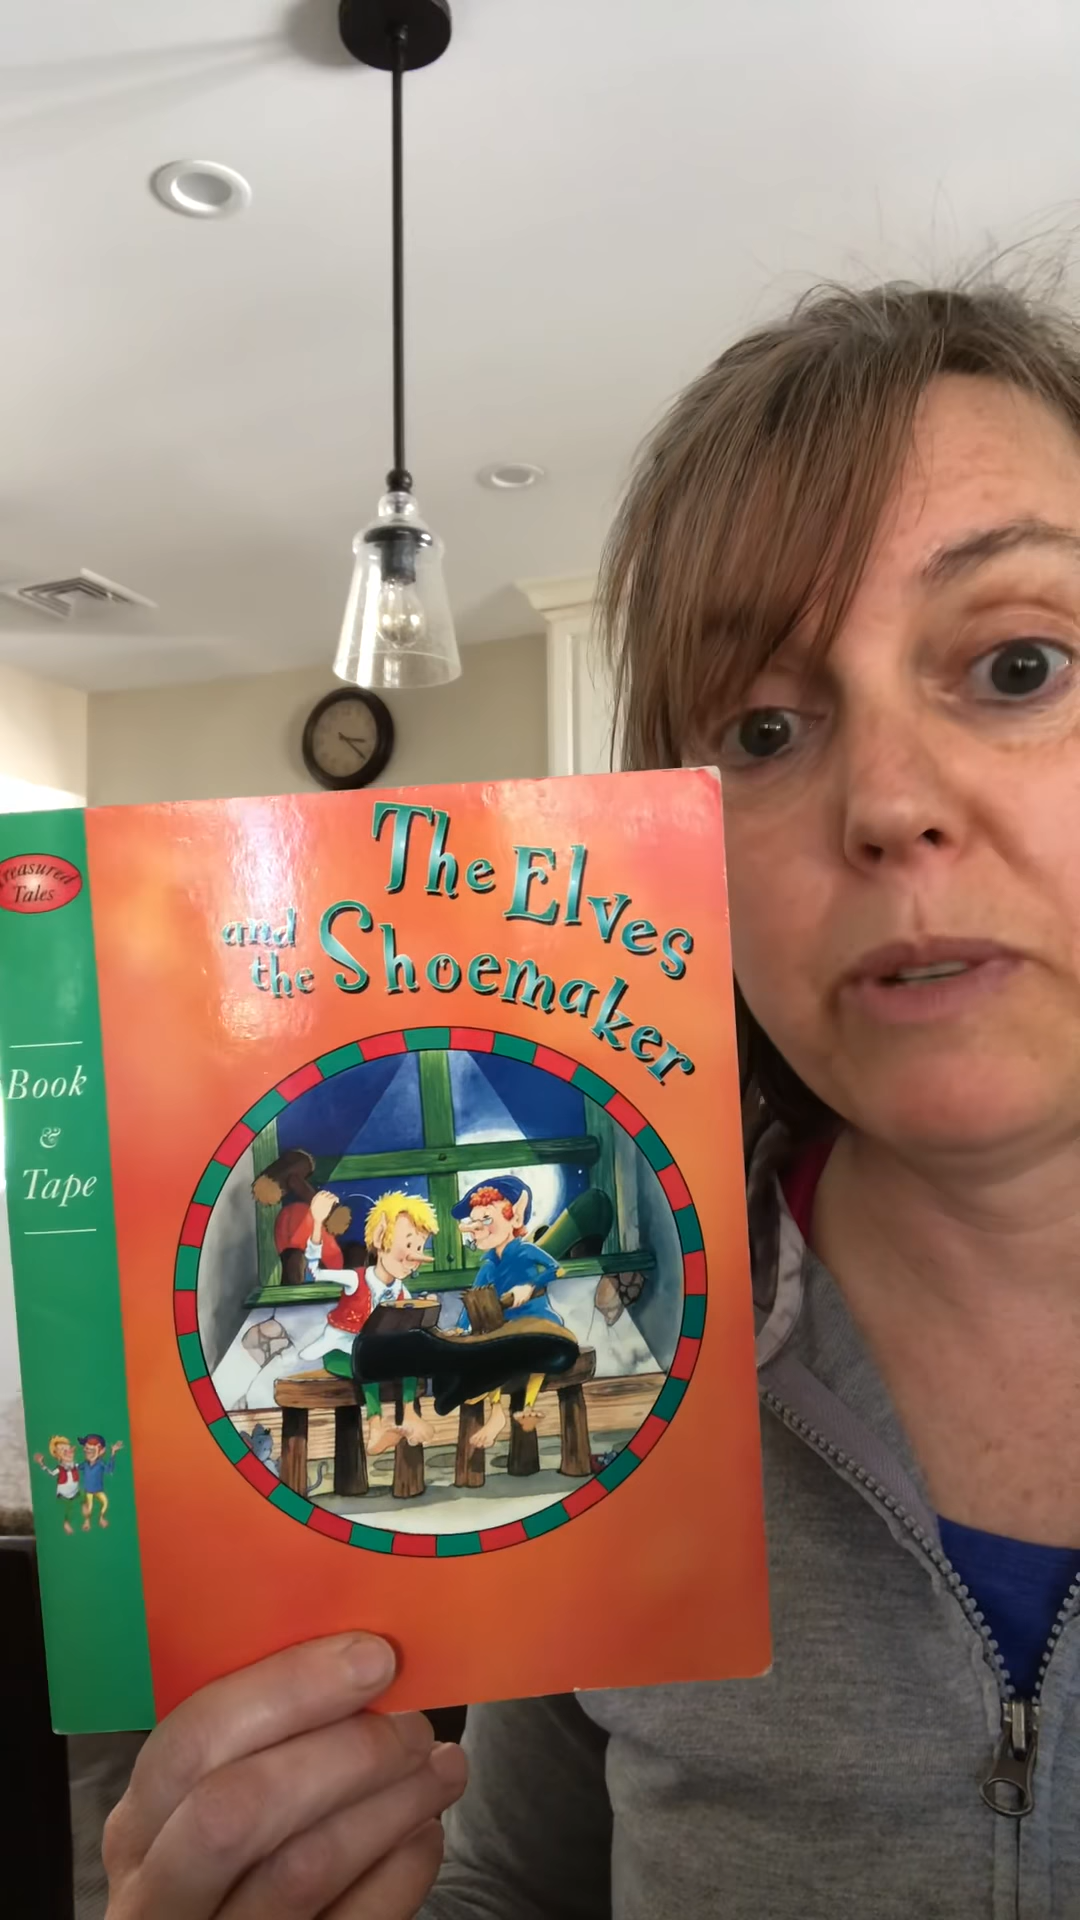 The Elves
and
the Shoemaker
Treasured
Tales
Book
&
Tape